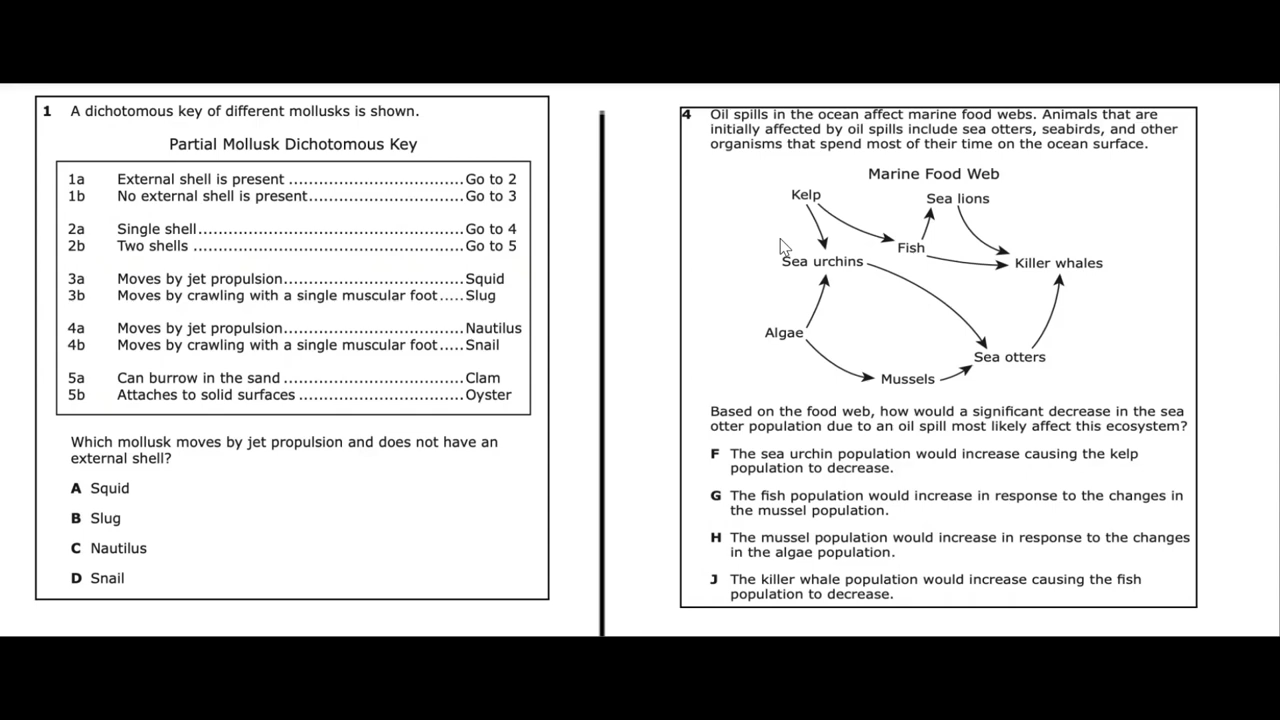 1 A dichotomous key of different mollusks is shown.
Partial Mollusk Dichotomous Key
1a External shell is present ................................... Go to 2
1b No external shell is present............................... Go to 3
2a Single shell..................................................... Go to 4
2b Two shells ...................................................... Go to 5
3a Moves by jet propulsion.................................... Squid
3b Moves by crawling with a single muscular foot ..... Slug
4a Moves by jet propulsion.................................... Nautilus
4b Moves by crawling with a single muscular foot ..... Snail
5a Can burrow in the sand .................................... Clam
5b Attaches to solid surfaces ................................. Oyster
Which mollusk moves by jet propulsion and does not have an
external shell?
A Squid
B Slug
C Nautilus
D Snail
4 Oil spills in the ocean affect marine food webs. Animals that are
initially affected by oil spills include sea otters, seabirds, and other
organisms that spend most of their time on the ocean surface.
Marine Food Web
Kelp
Sea lions
Fish
Sea urchins
Killer whales
Algae
Sea otters
Mussels
Based on the food web, how would a significant decrease in the sea
otter population due to an oil spill most likely affect this ecosystem?
F The sea urchin population would increase causing the kelp
population to decrease.
G The fish population would increase in response to the changes in
the mussel population.
H The mussel population would increase in response to the changes
in the algae population.
J The killer whale population would increase causing the fish
population to decrease.